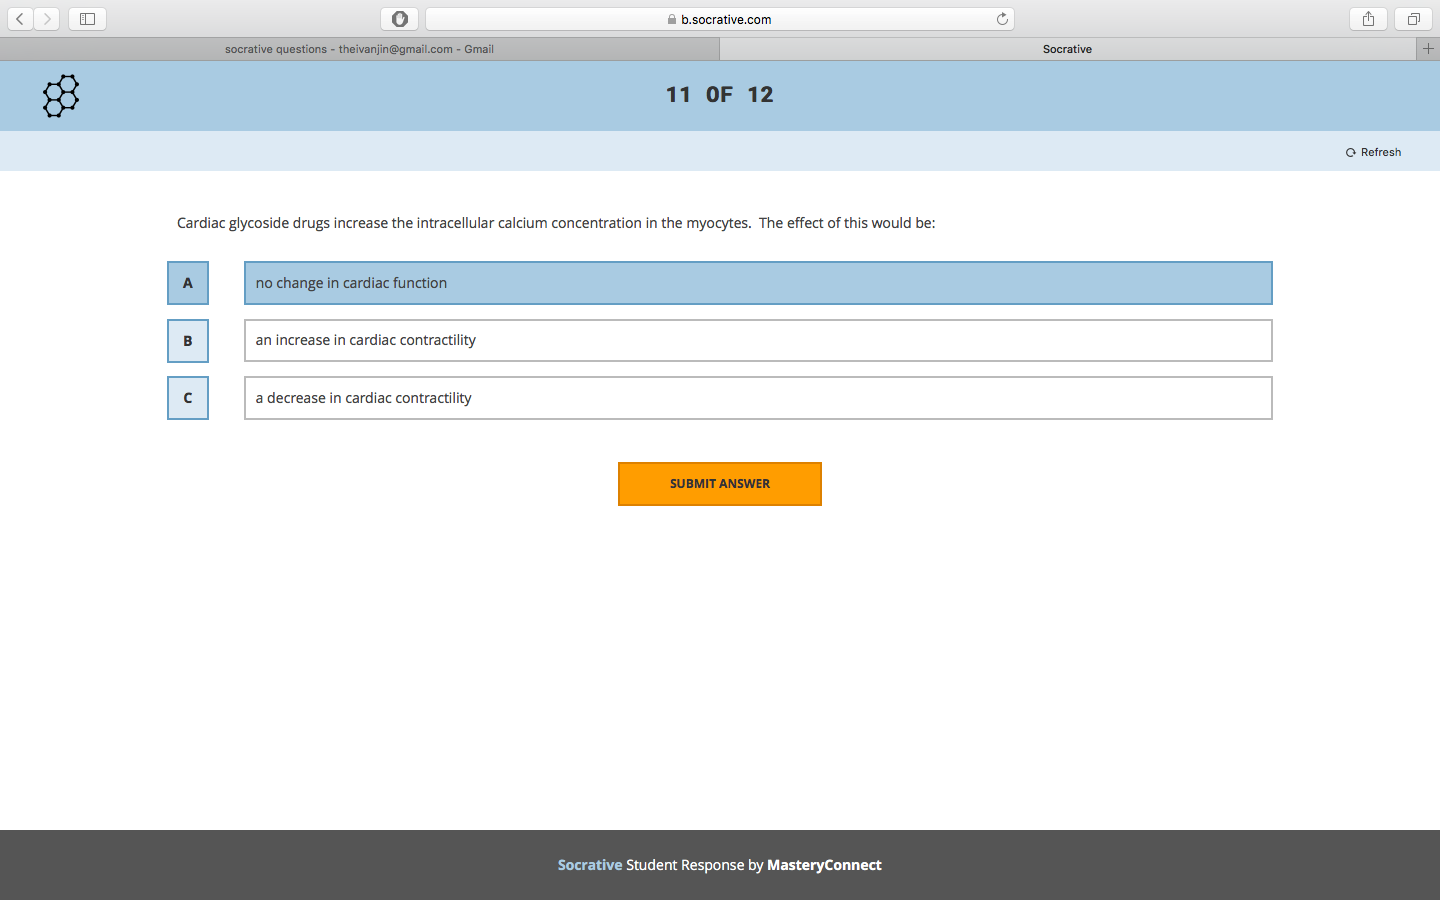 b.socrative.com
socrative questions - theivanjin@gmail.com - Gmail
Socrative
11 OF 12
Refresh
Cardiac glycoside drugs increase the intracellular calcium concentration in the myocytes.  The effect of this would be:
A no change in cardiac function
B an increase in cardiac contractility
C a decrease in cardiac contractility
SUBMIT ANSWER
Socrative Student Response by MasteryConnect